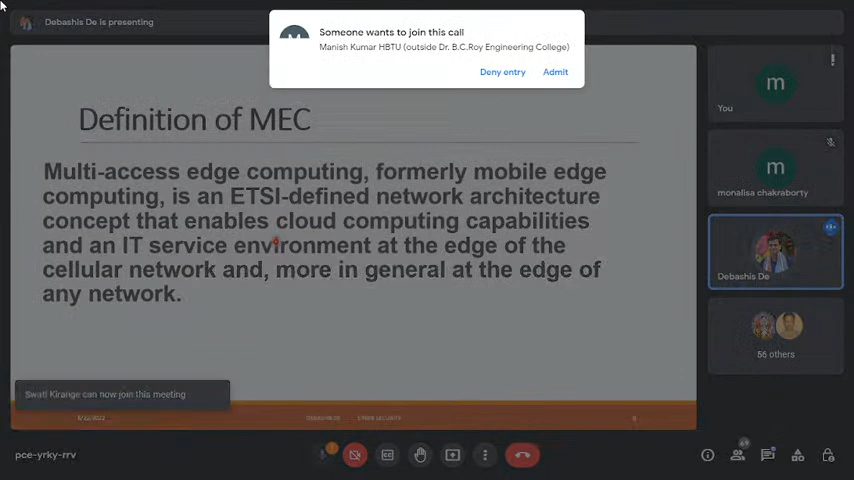 Debashis De is presenting
Someone wants to join this call
Manish Kumar HBTU (outside Dr. B.C.Roy Engineering College)
Deny entry
Admit
Definition of MEC
Multi-access edge computing, formerly mobile edge
computing, is an ETSI-defined network architecture
concept that enables cloud computing capabilities
and an IT service environment at the edge of the
cellular network and, more in general at the edge of
any network.
m
You
m
monalisa chakraborty
Debashis De
56 others
Swati Kirange can now join this meeting
CYBER SECURITY
pce-yrky-rrv
69